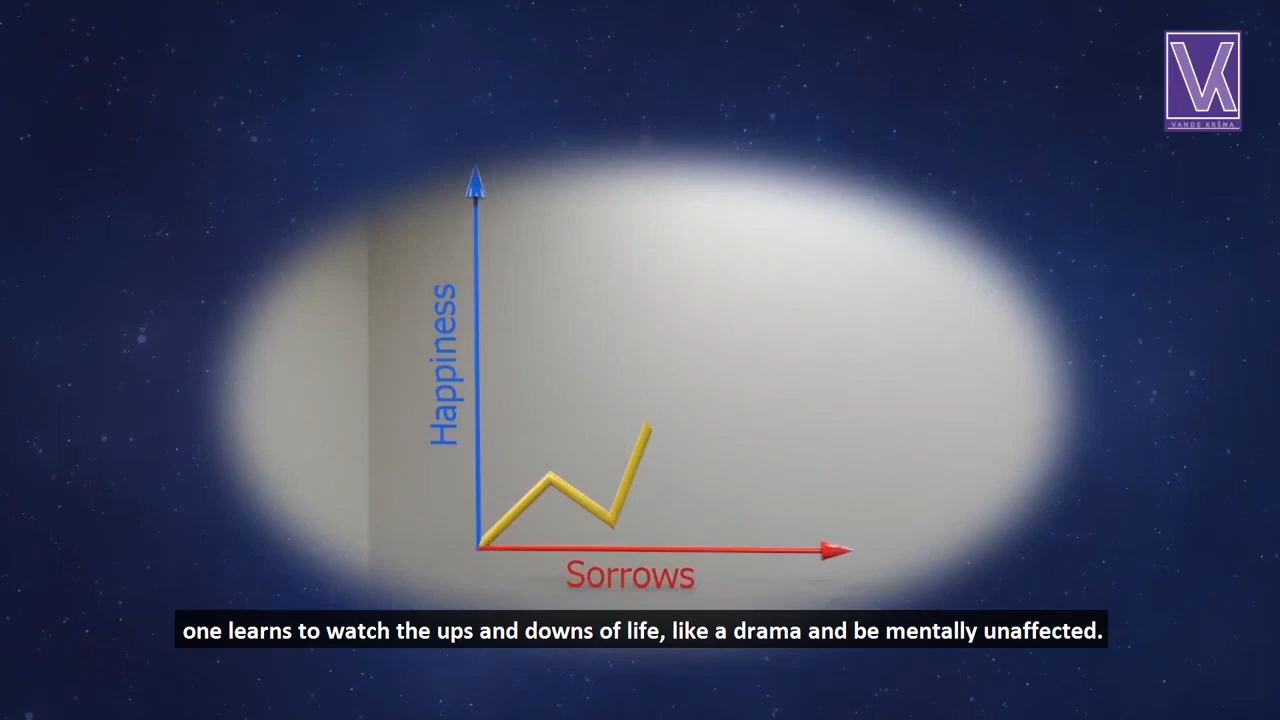 VK
VANDE KRŠNA
Happiness
Sorrows
one learns to watch the ups and downs of life, like a drama and be mentally unaffected.